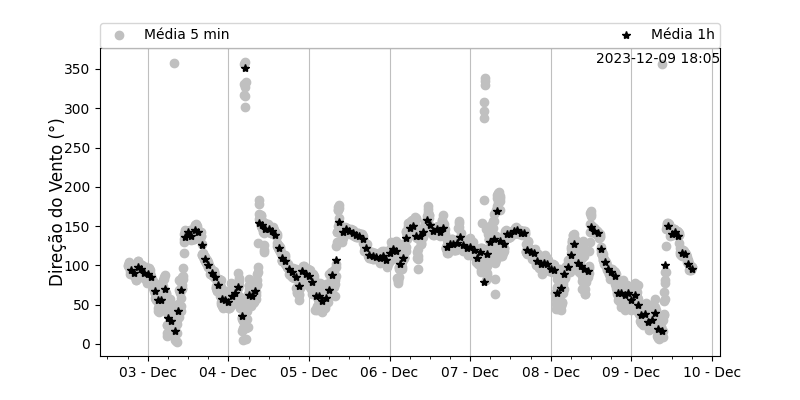 Média 5 min
Média 1h
2023-12-09 18:05
Direção do Vento (°)
350
300
250
200
150
100
50
0
03 - Dec
04 - Dec
05 - Dec
06 - Dec
07 - Dec
08 - Dec
09 - Dec
10 - Dec